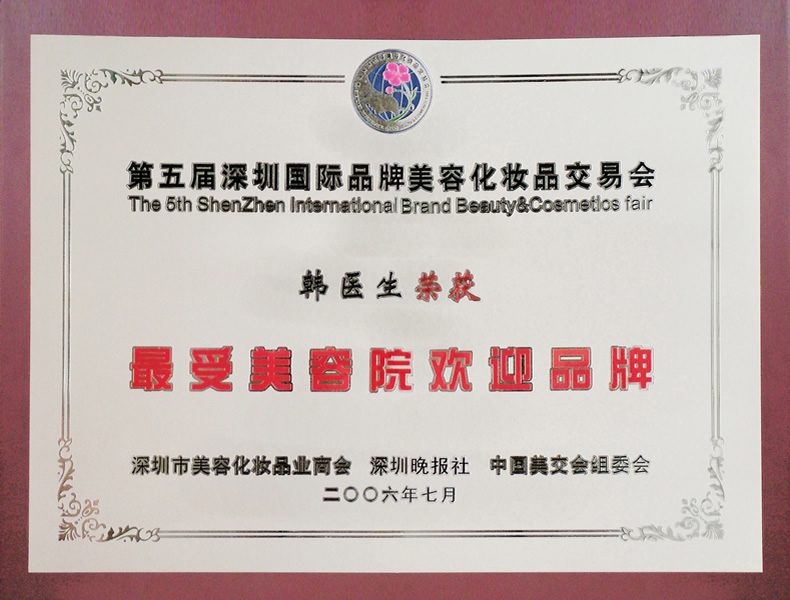 第五届深圳国际品牌美容化妆品交易会
The 5th ShenZhen International Brand Beauty&Cosmetics fair
韩医生荣获
最受美容院欢迎品牌
深圳市美容化妆品业商会 深圳晚报社 中国美交会组委会
二〇〇六年七月